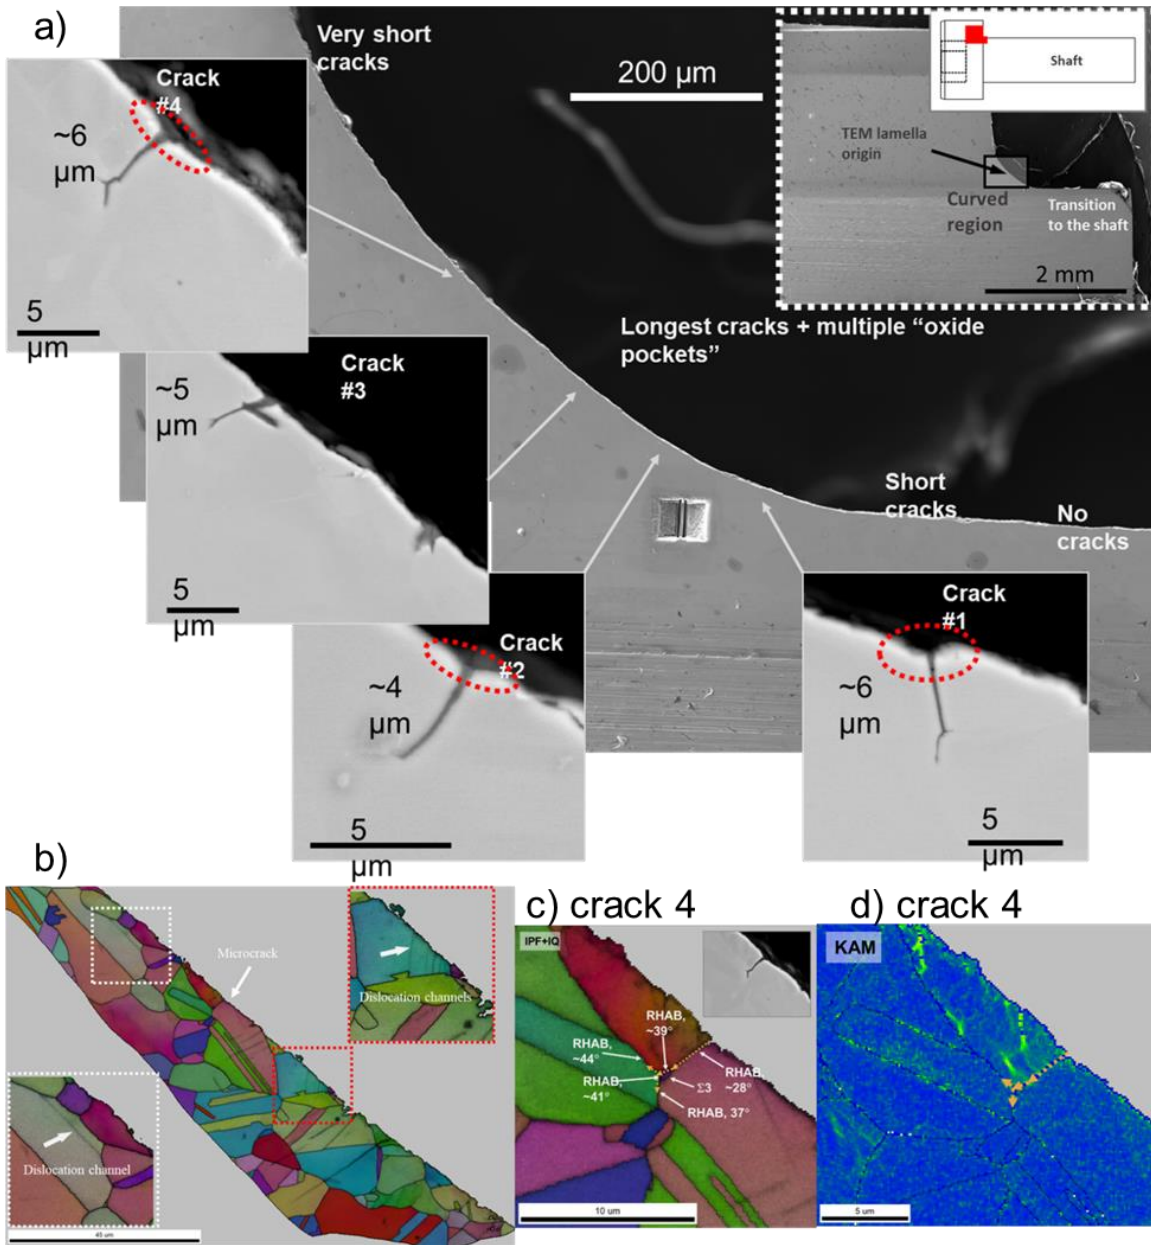 a)
Very short
cracks
200 µm
Shaft
TEM lamella
origin
Curved
region
Transition
to the shaft
2 mm
Crack
#4
~6
µm
5
µm
Longest cracks + multiple “oxide
pockets”
Crack
#3
~5
µm
5
µm
Short
cracks
No
cracks
Crack
#2
~4
µm
5
µm
Crack
#1
~6
µm
5
µm
b)
Microcrack
Dislocation channels
Dislocation channel
45 um
c) crack 4
IPF+IQ
RHAB,
~39°
RHAB,
~44°
RHAB,
~41°
Σ3
RHAB,
~28°
RHAB, 37°
10 µm
d) crack 4
KAM
5 µm